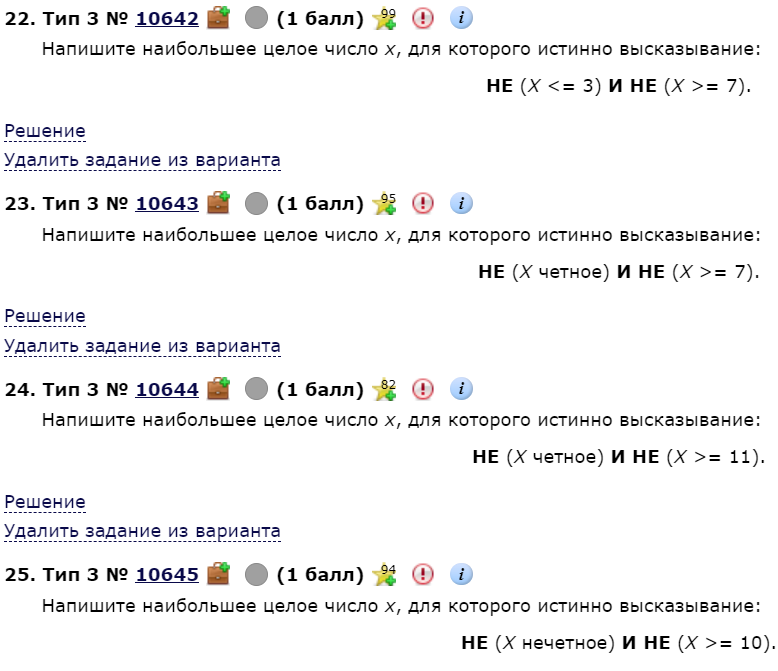 22. Тип 3 № 10642 (1 балл) 99 i
Напишите наибольшее целое число x, для которого истинно высказывание:
НЕ (X <= 3) И НЕ (X >= 7).
Решение
Удалить задание из варианта
23. Тип 3 № 10643 (1 балл) 95 i
Напишите наибольшее целое число x, для которого истинно высказывание:
НЕ (X четное) И НЕ (X >= 7).
Решение
Удалить задание из варианта
24. Тип 3 № 10644 (1 балл) 82 i
Напишите наибольшее целое число x, для которого истинно высказывание:
НЕ (X четное) И НЕ (X >= 11).
Решение
Удалить задание из варианта
25. Тип 3 № 10645 (1 балл) 94 i
Напишите наибольшее целое число x, для которого истинно высказывание:
НЕ (X нечетное) И НЕ (X >= 10).